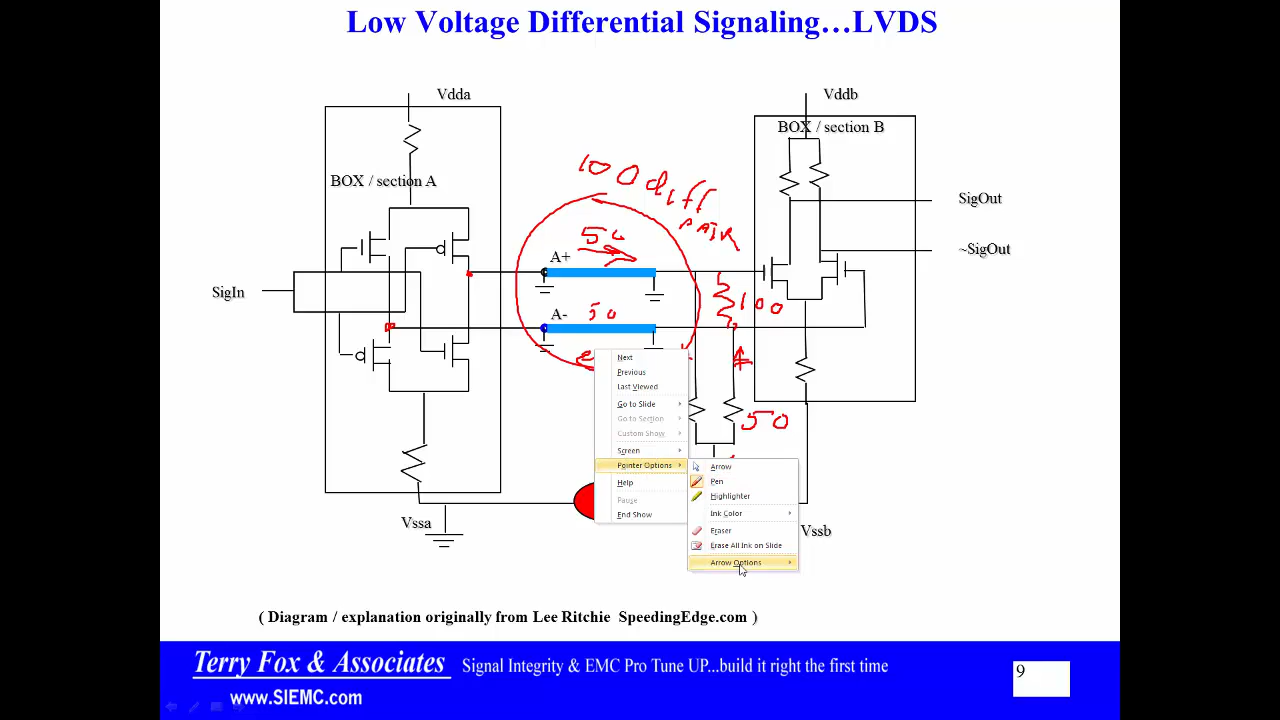 Low Voltage Differential Signaling…LVDS
Vdda
Vddb
BOX / section B
BOX / section A
100 diff
PAIR
SigOut
50
A+
~SigOut
SigIn
100
A-
50
Next
Previous
Last Viewed
Go to Slide
Go to Section
Custom Show
50
Screen
Pointer Options
Arrow
Pen
Help
Highlighter
Pause
Ink Color
End Show
Vssa
Eraser
Vssb
Erase All Ink on Slide
Arrow Options
( Diagram / explanation originally from Lee Ritchie SpeedingEdge.com )
Terry Fox & Associates Signal Integrity & EMC Pro Tune UP...build it right the first time
9
www.SIEMC.com